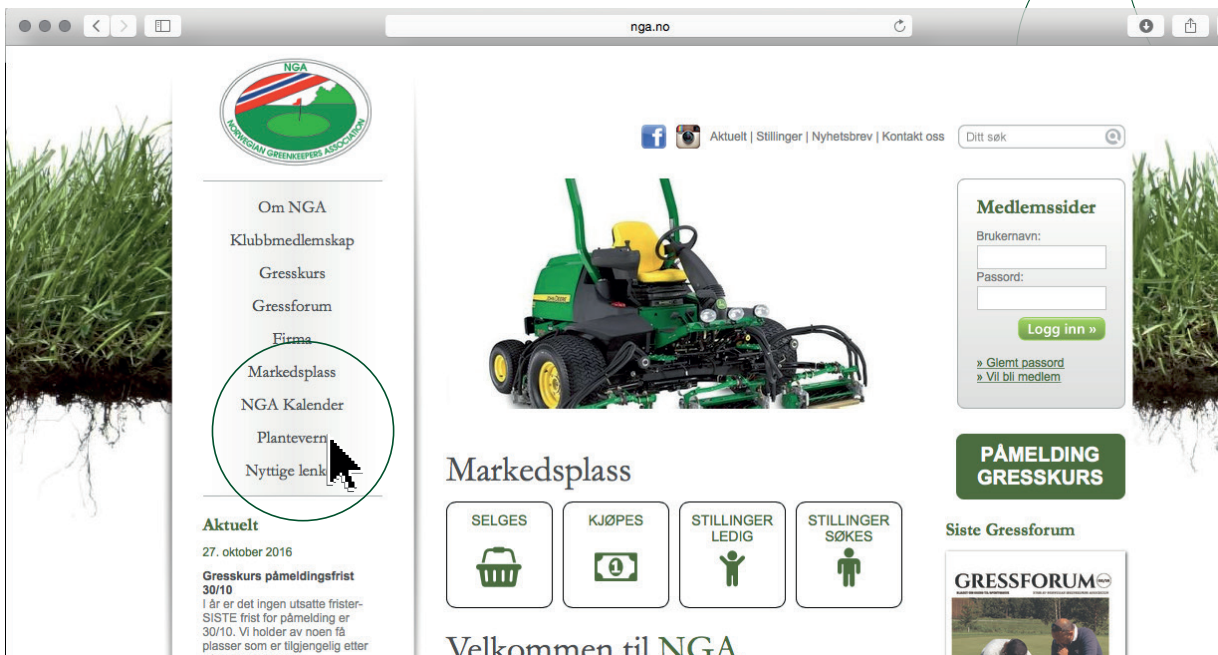 nga.no
NGA
NORWEGIAN GREENKEEPERS ASSOCIATION
Aktuelt | Stillinger | Nyhetsbrev | Kontakt oss
Ditt søk
Om NGA
Klubbmedlemskap
Gresskurs
Gressforum
Firma
Markedsplass
NGA Kalender
Plantevern
Nyttige lenk
Aktuelt
27. oktober 2016
Gresskurs påmeldingsfrist
30/10
I år er det ingen utsatte frister-
SISTE frist for påmelding er
30/10. Vi holder av noen få
plasser som er tilgjengelig etter
JOHN DEERE
Markedsplass
SELGES
KJØPES
1
STILLINGER
LEDIG
STILLINGER
SØKES
Velkommen til NGA
Medlemssider
Brukernavn:
Passord:
Logg inn »
» Glemt passord
» Vil bli medlem
PÅMELDING
GRESSKURS
Siste Gressforum
GRESSFORUM